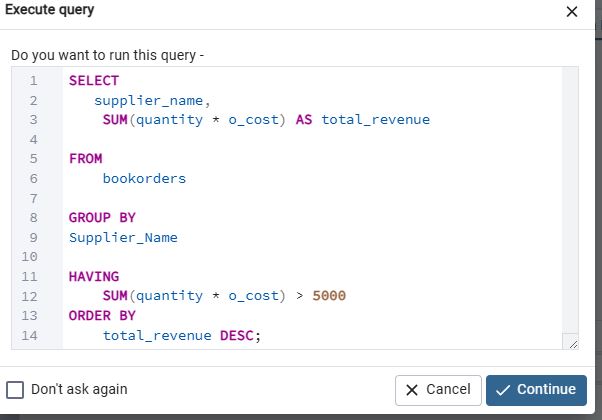 Execute query
Do you want to run this query -
1 SELECT
2 supplier_name,
3 SUM(quantity * o_cost) AS total_revenue
4
5 FROM
6 bookorders
7
8 GROUP BY
9 Supplier_Name
10
11 HAVING
12 SUM(quantity * o_cost) > 5000
13 ORDER BY
14 total_revenue DESC;
Don't ask again
Cancel
Continue